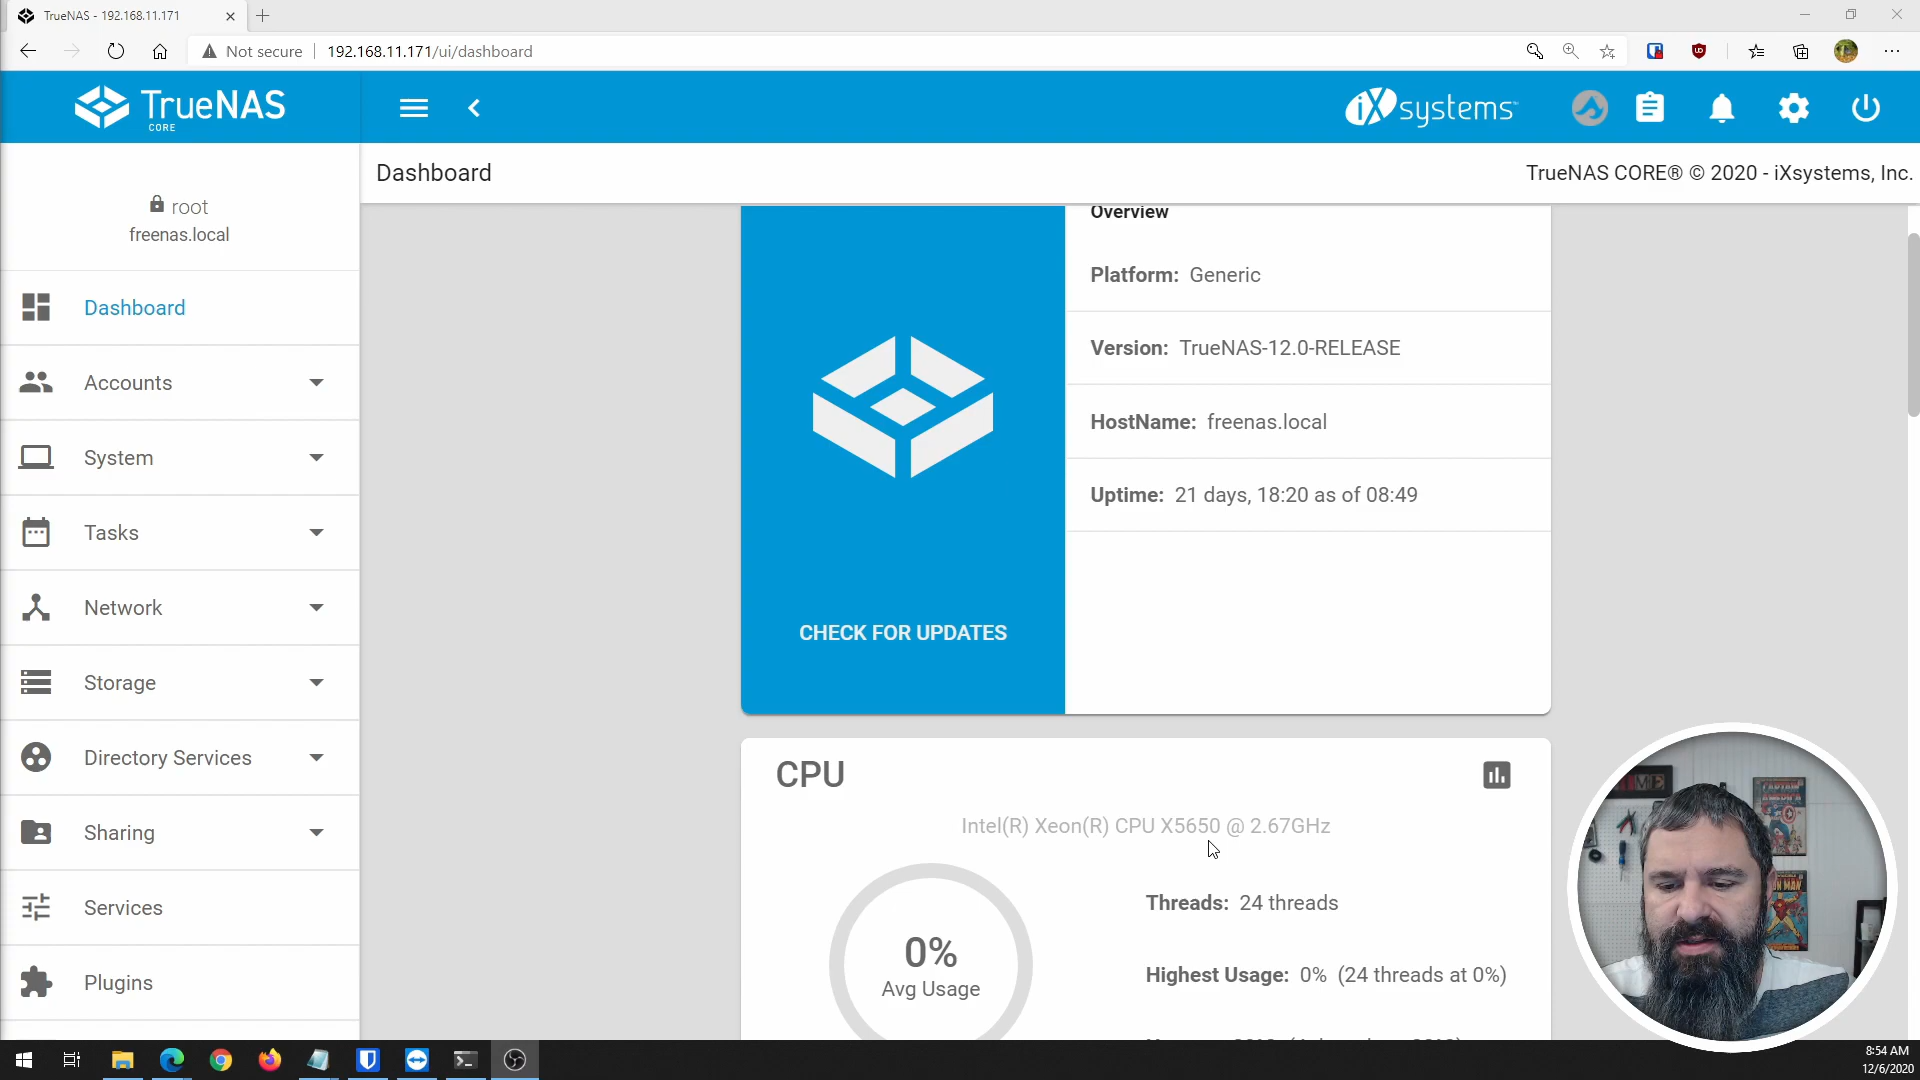 TrueNAS - 192.168.11.171
Not secure
192.168.11.171/ui/dashboard
TrueNAS
CORE
iXsystems
Dashboard
TrueNAS CORE® © 2020 - iXsystems, Inc.
root
freenas.local
Dashboard
Accounts
System
Tasks
Network
Storage
Directory Services
Sharing
Services
Plugins
Overview
Platform: Generic
Version: TrueNAS-12.0-RELEASE
HostName: freenas.local
Uptime: 21 days, 18:20 as of 08:49
CHECK FOR UPDATES
CPU
Intel(R) Xeon(R) CPU X5650 @ 2.67GHz
0%
Avg Usage
Threads: 24 threads
Highest Usage: 0% (24 threads at 0%)
8:54 AM
12/6/2020